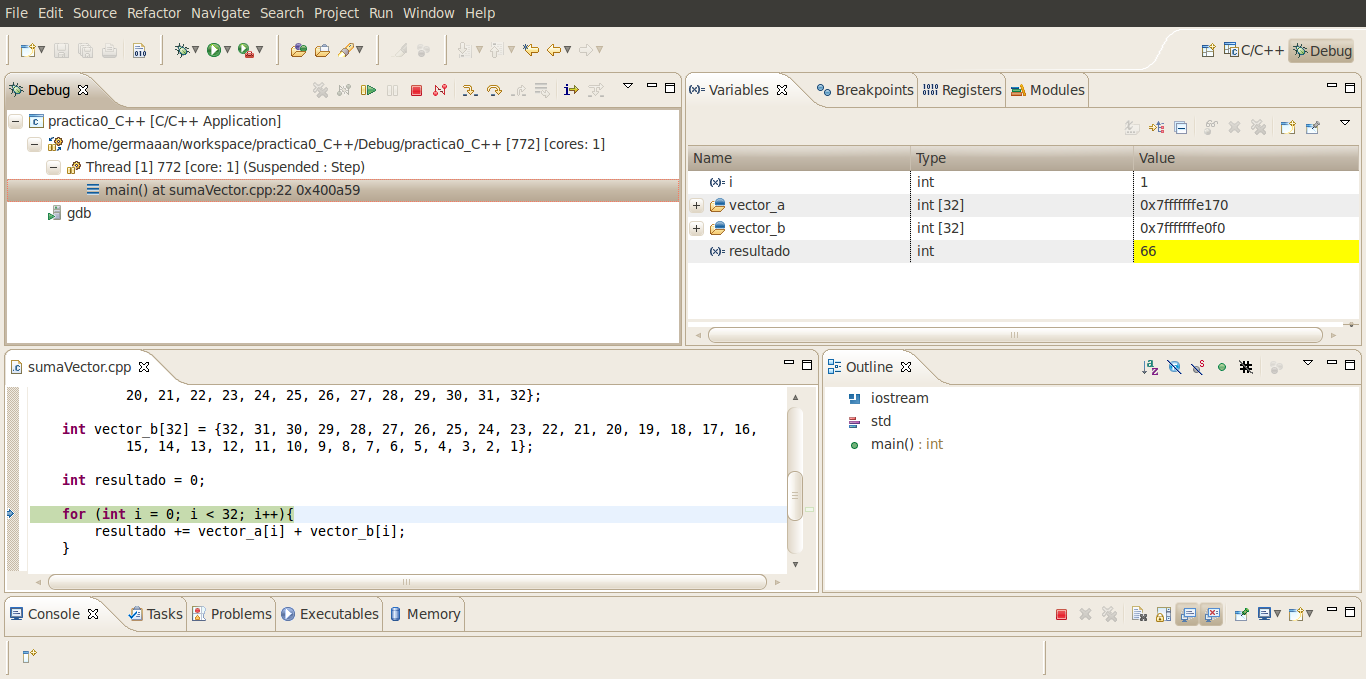 File Edit Source Refactor Navigate Search Project Run Window Help
C/C++ Debug
Debug
practica0_C++ [C/C++ Application]
/home/germaaan/workspace/practica0_C++/Debug/practica0_C++ [772] [cores: 1]
Thread [1] 772 [core: 1] (Suspended : Step)
main() at sumaVector.cpp:22 0x400a59
gdb
Variables Breakpoints Registers Modules
Name Type Value
i int 1
vector_a int [32] 0x7fffffffe170
vector_b int [32] 0x7fffffffe0f0
resultado int 66
sumaVector.cpp
20, 21, 22, 23, 24, 25, 26, 27, 28, 29, 30, 31, 32};
int vector_b[32] = {32, 31, 30, 29, 28, 27, 26, 25, 24, 23, 22, 21, 20, 19, 18, 17, 16,
15, 14, 13, 12, 11, 10, 9, 8, 7, 6, 5, 4, 3, 2, 1};
int resultado = 0;
for (int i = 0; i < 32; i++){
resultado += vector_a[i] + vector_b[i];
}
Outline
iostream
std
main() : int
Console Tasks Problems Executables Memory